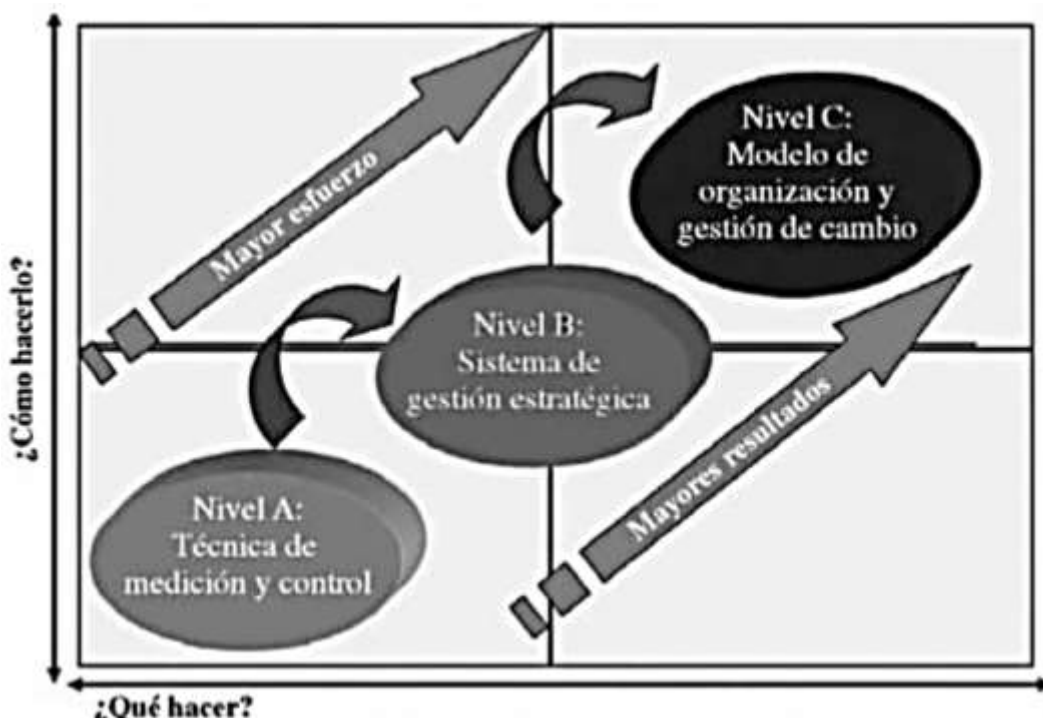 Nivel C:
Modelo de
organización y
gestión de cambio
Mayor esfuerzo
Nivel B:
Sistema de
gestión estratégica
Mayores resultados
Nivel A:
Técnica de
medición y control
¿Cómo hacerlo?
¿Qué hacer?